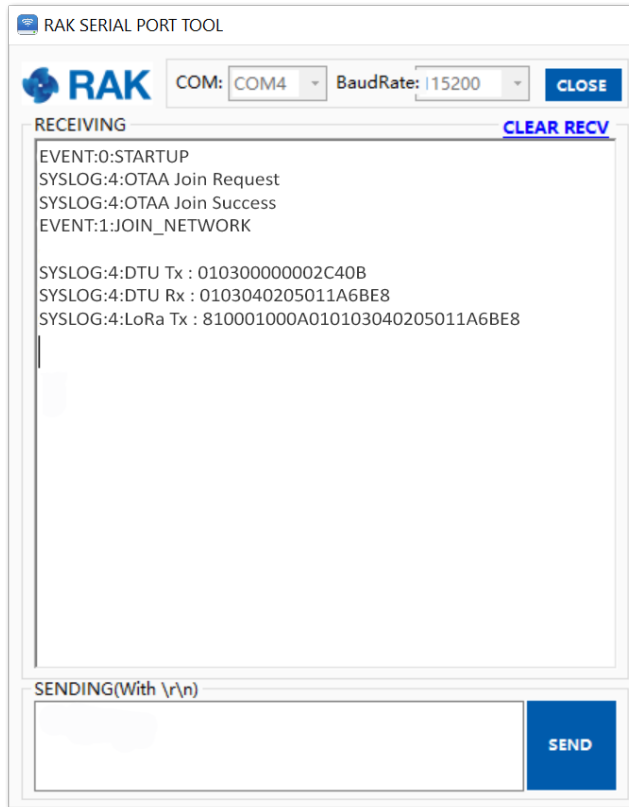 RAK SERIAL PORT TOOL
RAK COM: COM4 BaudRate: 115200 CLOSE
RECEIVING CLEAR RECV
EVENT:0:STARTUP
SYSLOG:4:OTAA Join Request
SYSLOG:4:OTAA Join Success
EVENT:1:JOIN_NETWORK
SYSLOG:4:DTU Tx : 010300000002C40B
SYSLOG:4:DTU Rx : 0103040205011A6BE8
SYSLOG:4:LoRa Tx : 810001000A010103040205011A6BE8
SENDING(With \r\n)
SEND